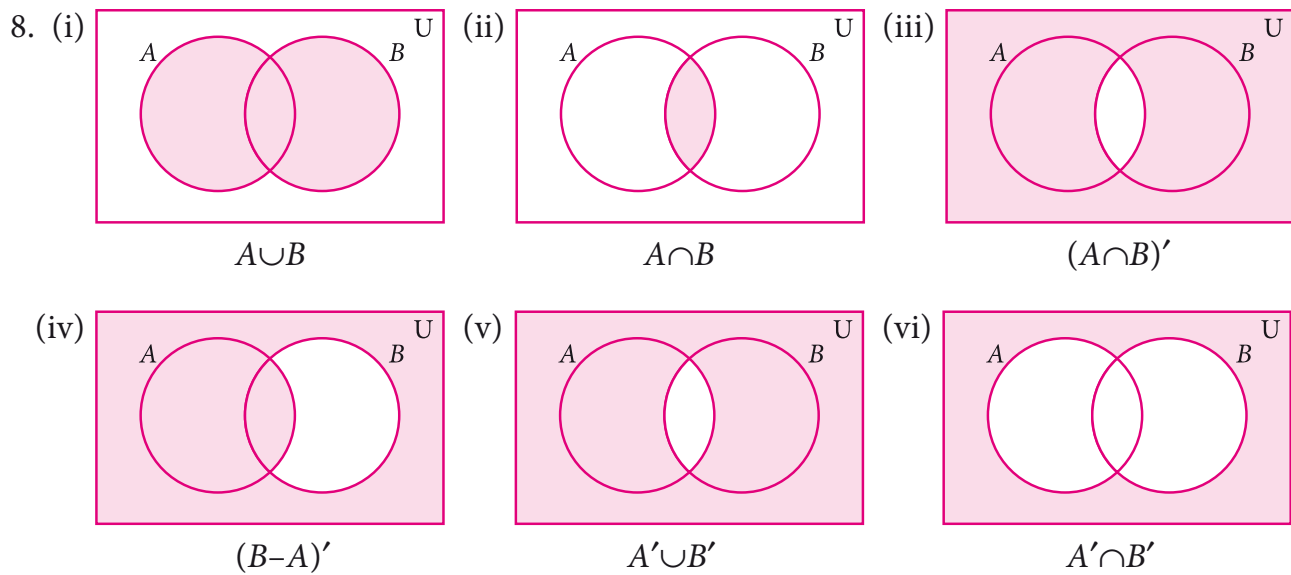 8. (i) A B U (ii) A B U (iii) A B U
A∪B A∩B (A∩B)′
(iv) A B U (v) A B U (vi) A B U
(B–A)′ A′∪B′ A′∩B′